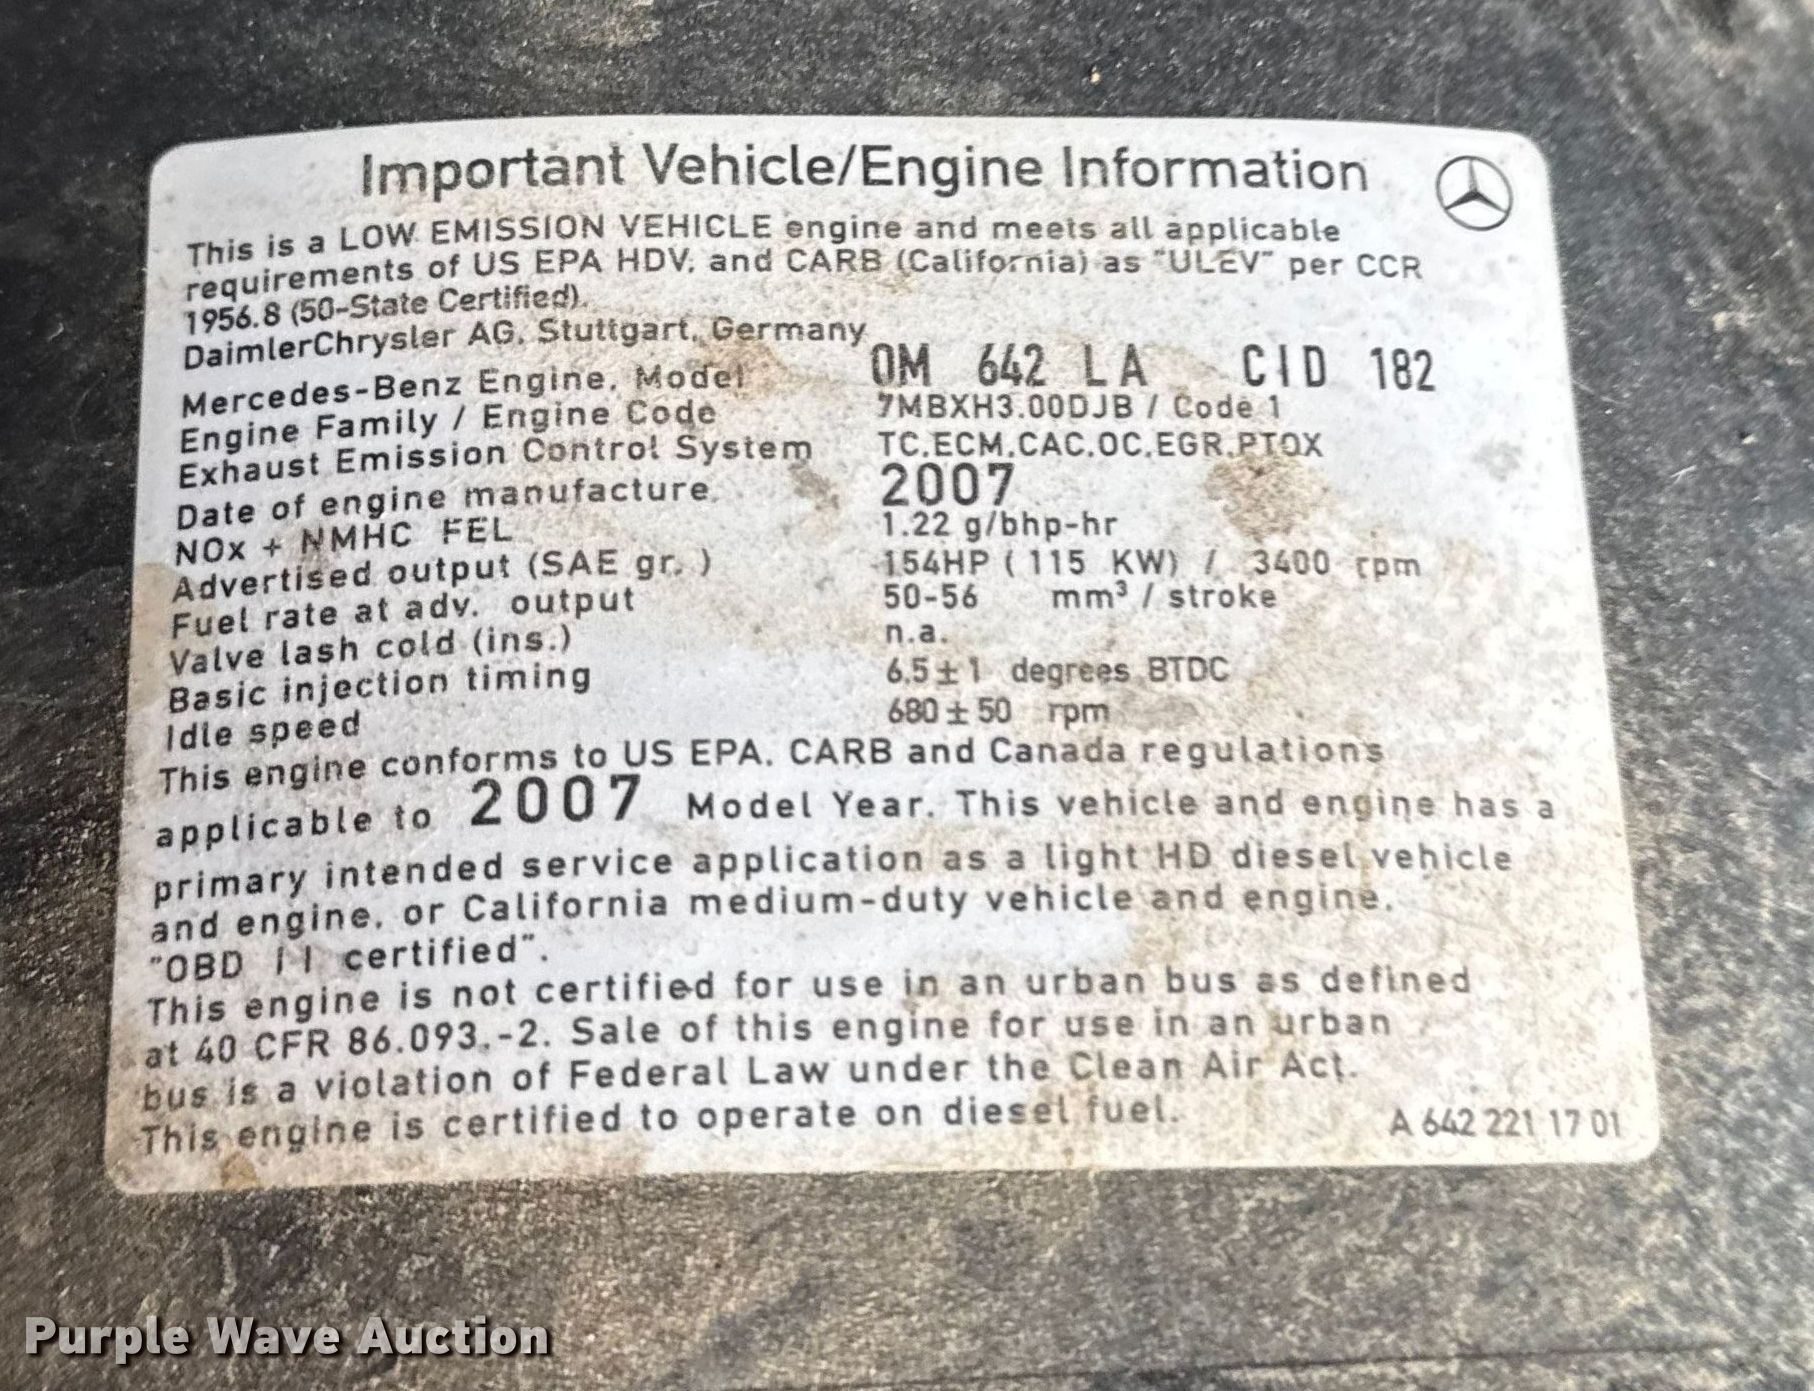 Important Vehicle/Engine Information
This is a LOW EMISSION VEHICLE engine and meets all applicable
requirements of US EPA HDV, and CARB (California) as "ULEV" per CCR
1956.8 (50-State Certified).
DaimlerChrysler AG, Stuttgart, Germany
Mercedes-Benz Engine, Model OM 642 LA CID 182
Engine Family / Engine Code 7MBXH3.00DJB / Code 1
Exhaust Emission Control System TC,ECM,CAC,OC,EGR,PTOX
Date of engine manufacture 2007
NOx + NMHC FEL 1.22 g/bhp-hr
Advertised output (SAE gr. ) 154HP ( 115 KW) / 3400 rpm
Fuel rate at adv. output 50-56 mm³ / stroke
Valve lash cold (ins.) n.a.
Basic injection timing 6.5 ± 1 degrees BTDC
Idle speed 680 ± 50 rpm
This engine conforms to US EPA, CARB and Canada regulations
applicable to 2007 Model Year. This vehicle and engine has a
primary intended service application as a light HD diesel vehicle
and engine, or California medium-duty vehicle and engine.
"OBD II certified".
This engine is not certified for use in an urban bus as defined
at 40 CFR 86.093.-2. Sale of this engine for use in an urban
bus is a violation of Federal Law under the Clean Air Act.
This engine is certified to operate on diesel fuel.
A 642 221 17 01
Purple Wave Auction